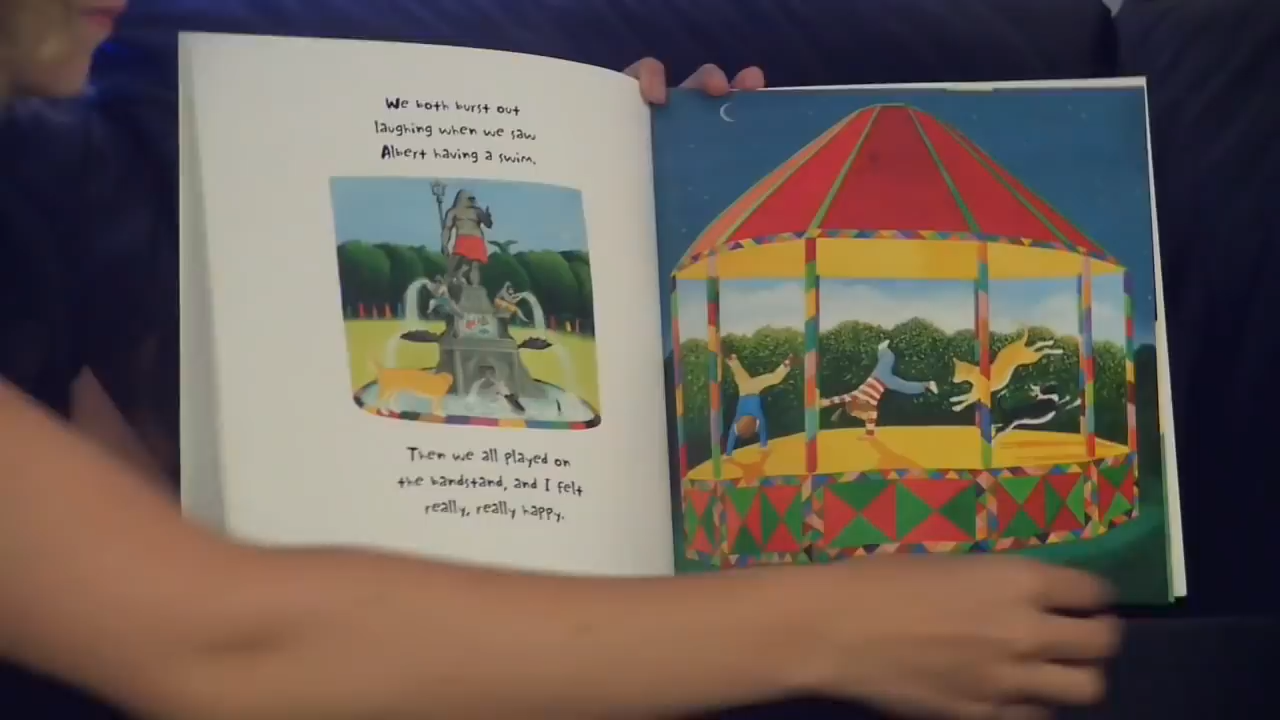 We both burst out
laughing when we saw
Albert having a swim.
Then we all played on
the bandstand, and I felt
really, really happy.